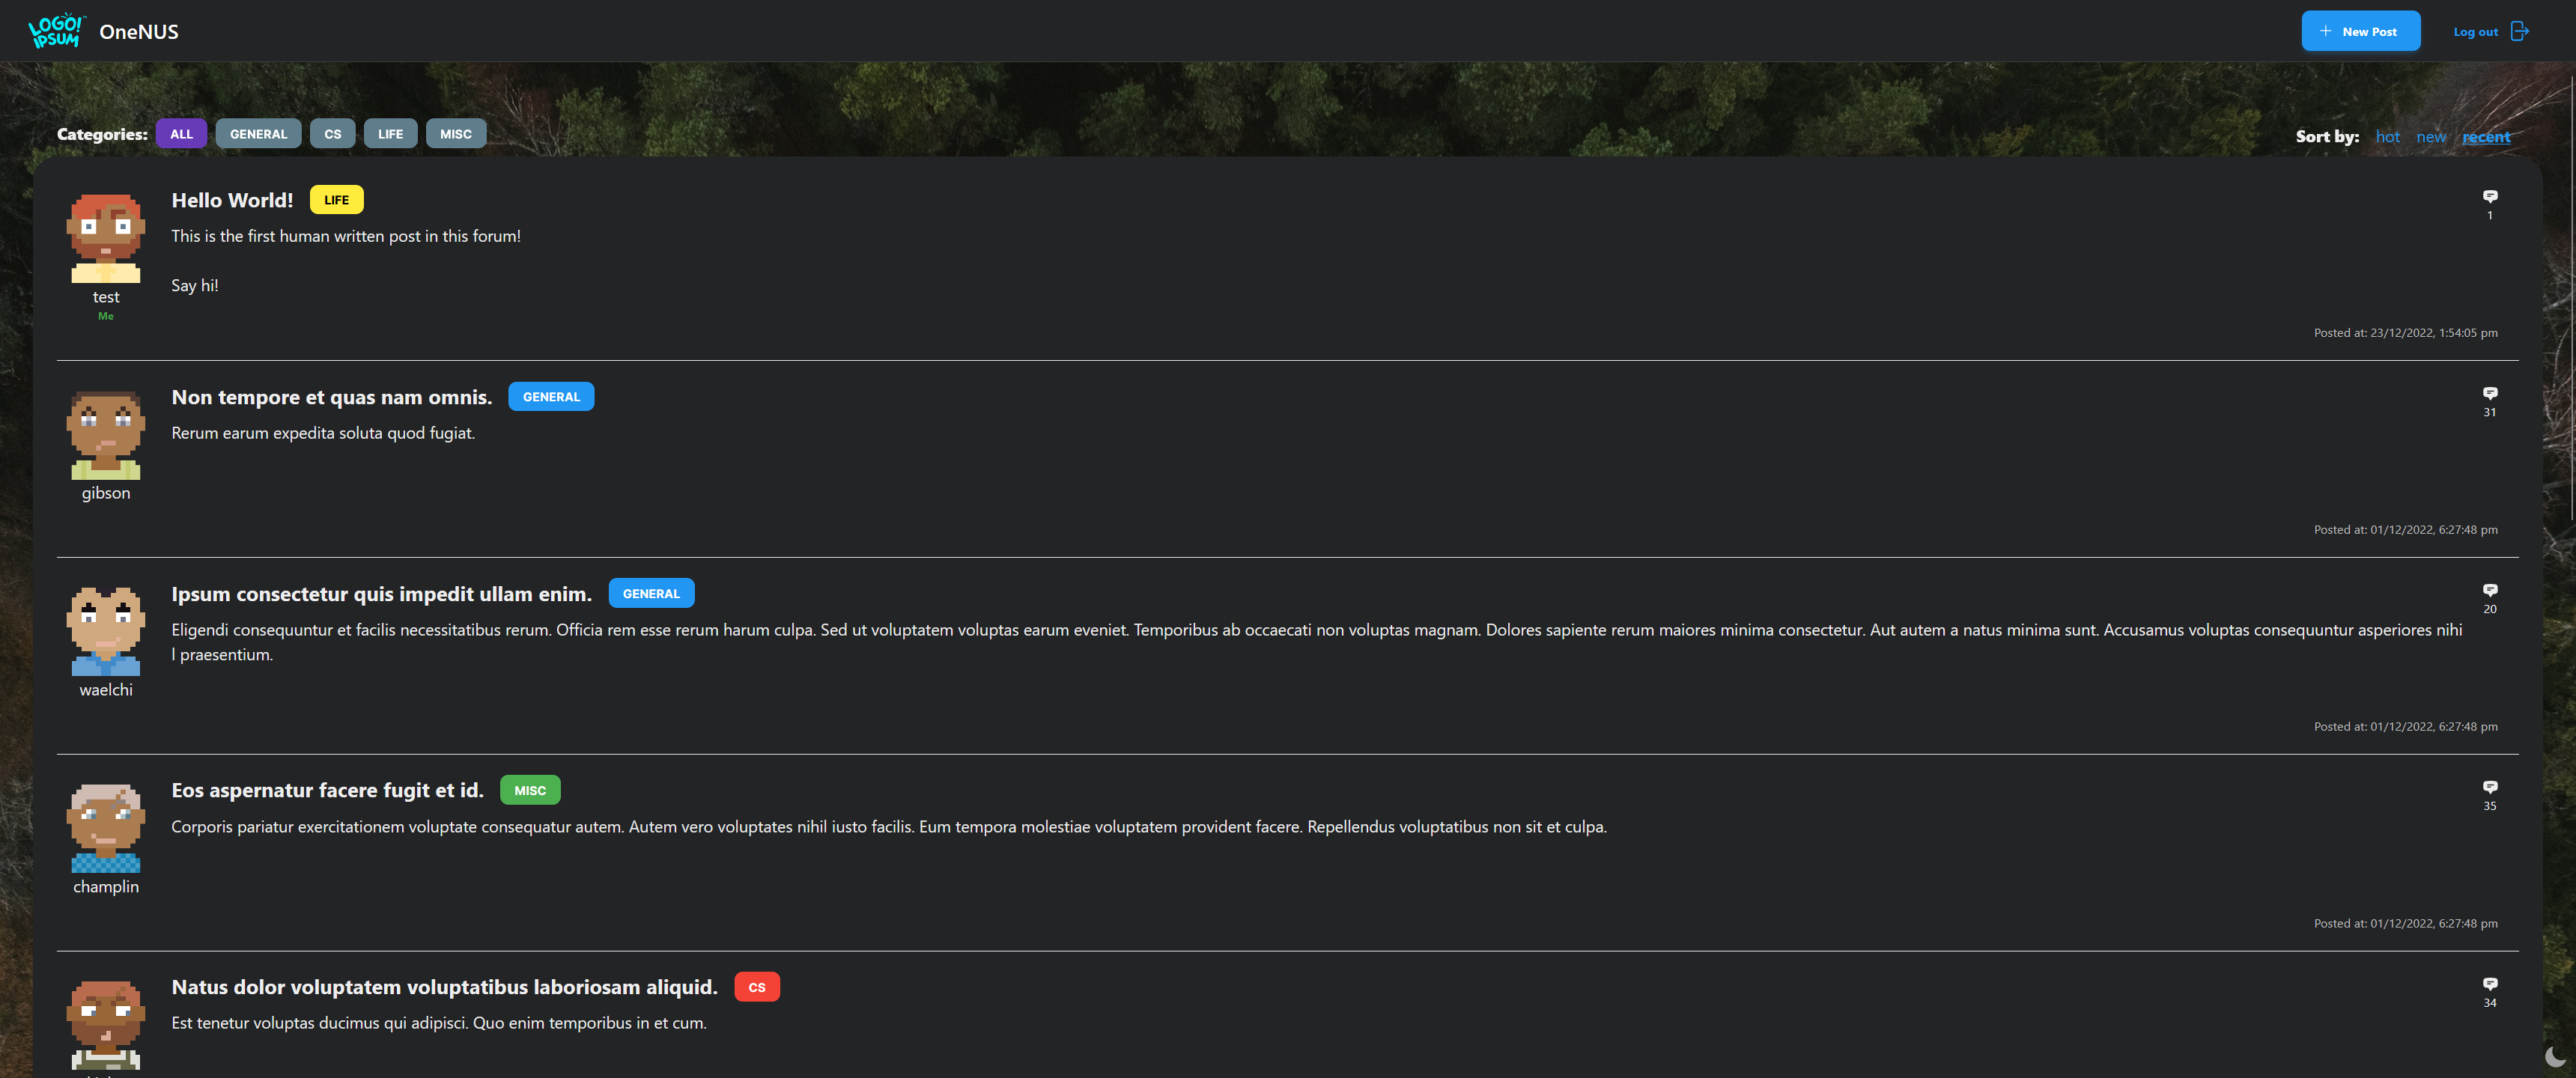 LOGO! IPSUM OneNUS
New Post Log out
Categories: ALL GENERAL CS LIFE MISC
Sort by: hot new recent
Hello World! LIFE
1
This is the first human written post in this forum!
Say hi!
test
Me
Posted at: 23/12/2022, 1:54:05 pm
Non tempore et quas nam omnis. GENERAL
31
Rerum earum expedita soluta quod fugiat.
gibson
Posted at: 01/12/2022, 6:27:48 pm
Ipsum consectetur quis impedit ullam enim. GENERAL
20
Eligendi consequuntur et facilis necessitatibus rerum. Officia rem esse rerum harum culpa. Sed ut voluptatem voluptas earum eveniet. Temporibus ab occaecati non voluptas magnam. Dolores sapiente rerum maiores minima consectetur. Aut autem a natus minima sunt. Accusamus voluptas consequuntur asperiores nihi
l praesentium.
waelchi
Posted at: 01/12/2022, 6:27:48 pm
Eos aspernatur facere fugit et id. MISC
35
Corporis pariatur exercitationem voluptate consequatur autem. Autem vero voluptates nihil iusto facilis. Eum tempora molestiae voluptatem provident facere. Repellendus voluptatibus non sit et culpa.
champlin
Posted at: 01/12/2022, 6:27:48 pm
Natus dolor voluptatem voluptatibus laboriosam aliquid. CS
34
Est tenetur voluptas ducimus qui adipisci. Quo enim temporibus in et cum.